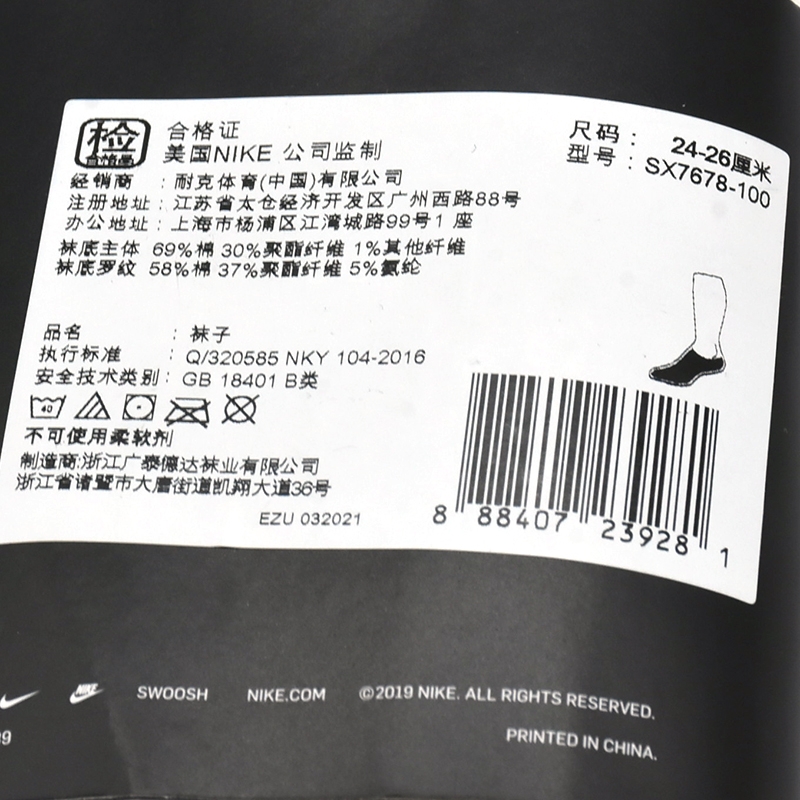 检
合格品
合格证
美国NIKE 公司监制
尺码： 24-26厘米
型号：SX7678-100
经销商 ：耐克体育(中国)有限公司
注册地址：江苏省太仓经济开发区广州西路88号
办公地址：上海市杨浦区江湾城路99号1 座
袜底主体 69%棉 30%聚酯纤维 1%其他纤维
袜底罗纹 58%棉 37%聚酯纤维 5%氨纶
品名 ：袜子
执行标准 ：Q/320585 NKY 104-2016
安全技术类别：GB 18401 B类
40
不可使用柔软剂
制造商:浙江广泰德达袜业有限公司
浙江省诸暨市大唐街道凯翔大道36号
EZU 032021
8 88407 23928 1
NIKE
SWOOSH NIKE.COM ©2019 NIKE. ALL RIGHTS RESERVED.
PRINTED IN CHINA.